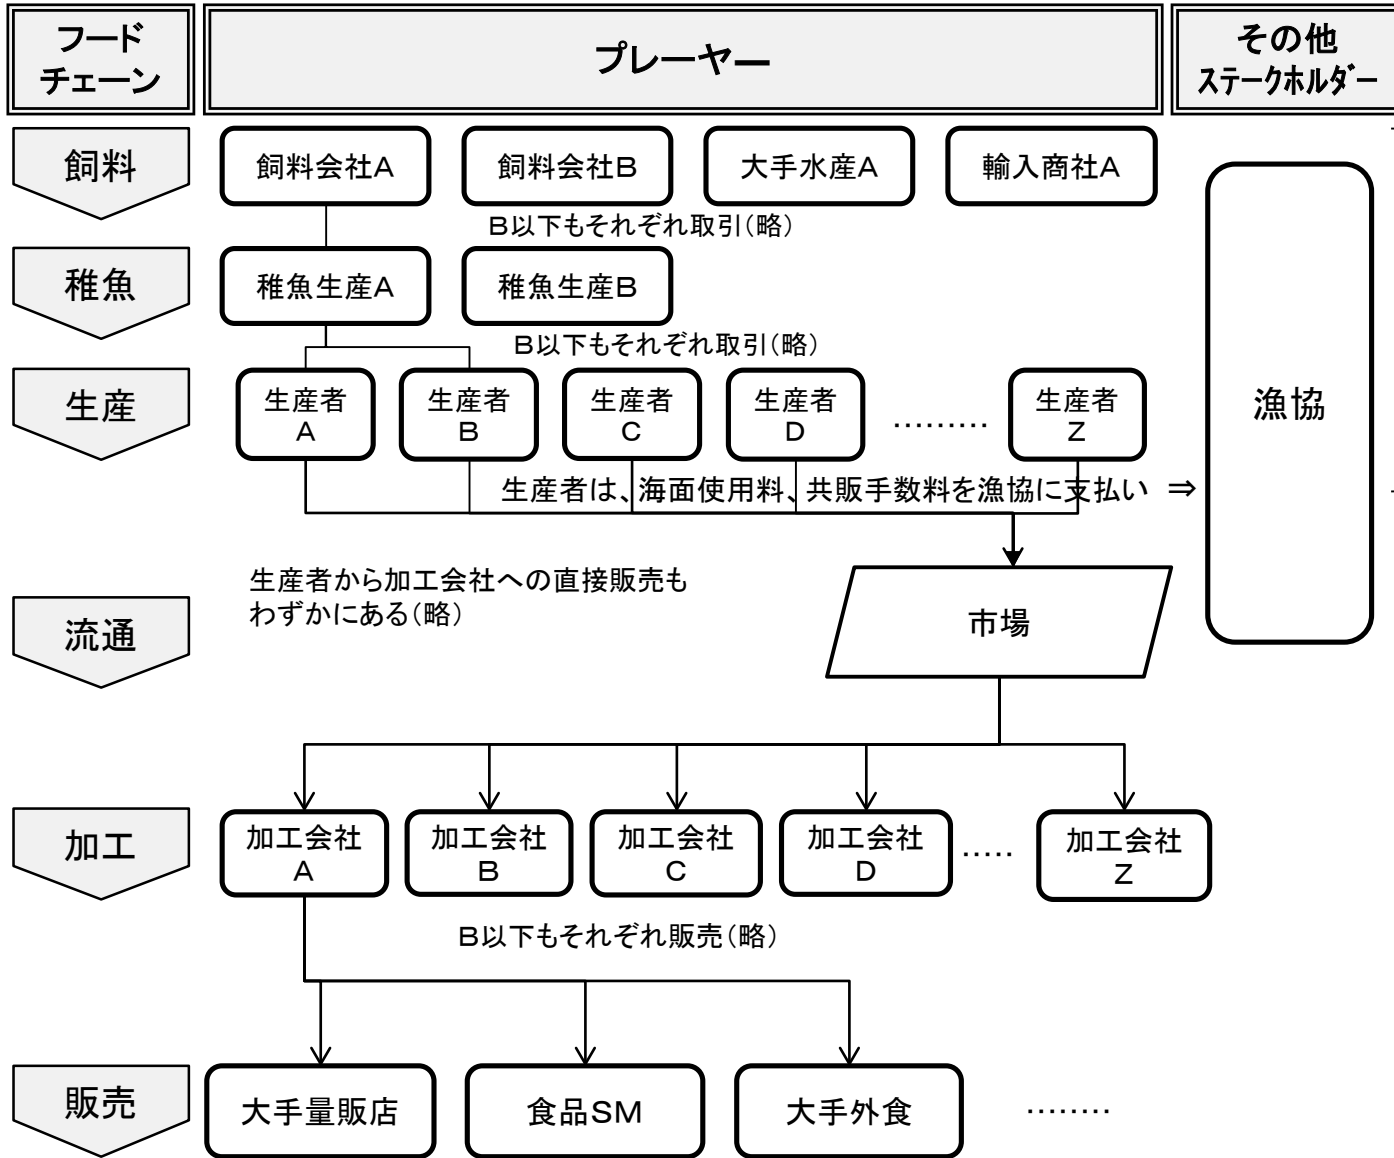 フード
チェーン
プレーヤー
その他
ステークホルダー
飼料
飼料会社A
飼料会社B
大手水産A
輸入商社A
B以下もそれぞれ取引(略)
稚魚
稚魚生産A
稚魚生産B
B以下もそれぞれ取引(略)
生産
生産者
A
生産者
B
生産者
C
生産者
D
………
生産者
Z
漁協
生産者は、海面使用料、共販手数料を漁協に支払い ⇒
生産者から加工会社への直接販売も
わずかにある(略)
流通
市場
加工
加工会社
A
加工会社
B
加工会社
C
加工会社
D
.....
加工会社
Z
B以下もそれぞれ販売(略)
販売
大手量販店
食品SM
大手外食
........